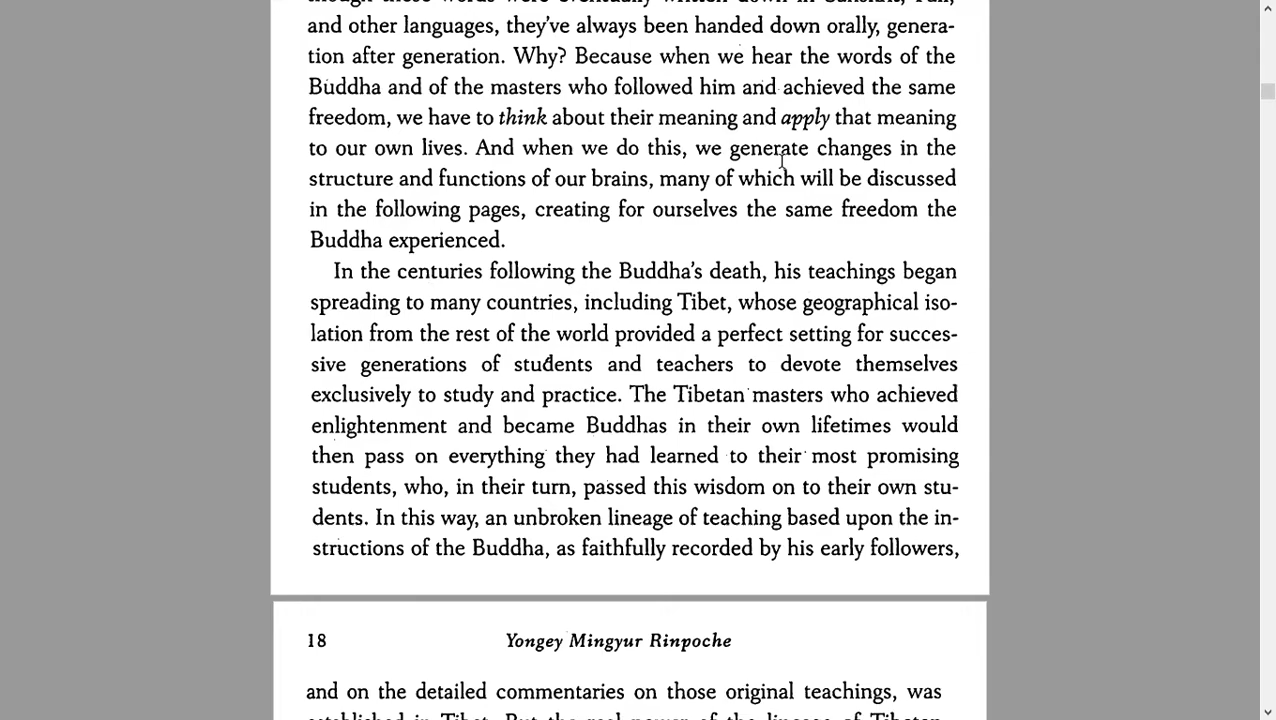 and other languages, they've always been handed down orally, genera-
tion after generation. Why? Because when we hear the words of the
Buddha and of the masters who followed him and achieved the same
freedom, we have to think about their meaning and apply that meaning
to our own lives. And when we do this, we generate changes in the
structure and functions of our brains, many of which will be discussed
in the following pages, creating for ourselves the same freedom the
Buddha experienced.
In the centuries following the Buddha's death, his teachings began
spreading to many countries, including Tibet, whose geographical iso-
lation from the rest of the world provided a perfect setting for succes-
sive generations of students and teachers to devote themselves
exclusively to study and practice. The Tibetan masters who achieved
enlightenment and became Buddhas in their own lifetimes would
then pass on everything they had learned to their most promising
students, who, in their turn, passed this wisdom on to their own stu-
dents. In this way, an unbroken lineage of teaching based upon the in-
structions of the Buddha, as faithfully recorded by his early followers,
18 Yongey Mingyur Rinpoche
and on the detailed commentaries on those original teachings, was